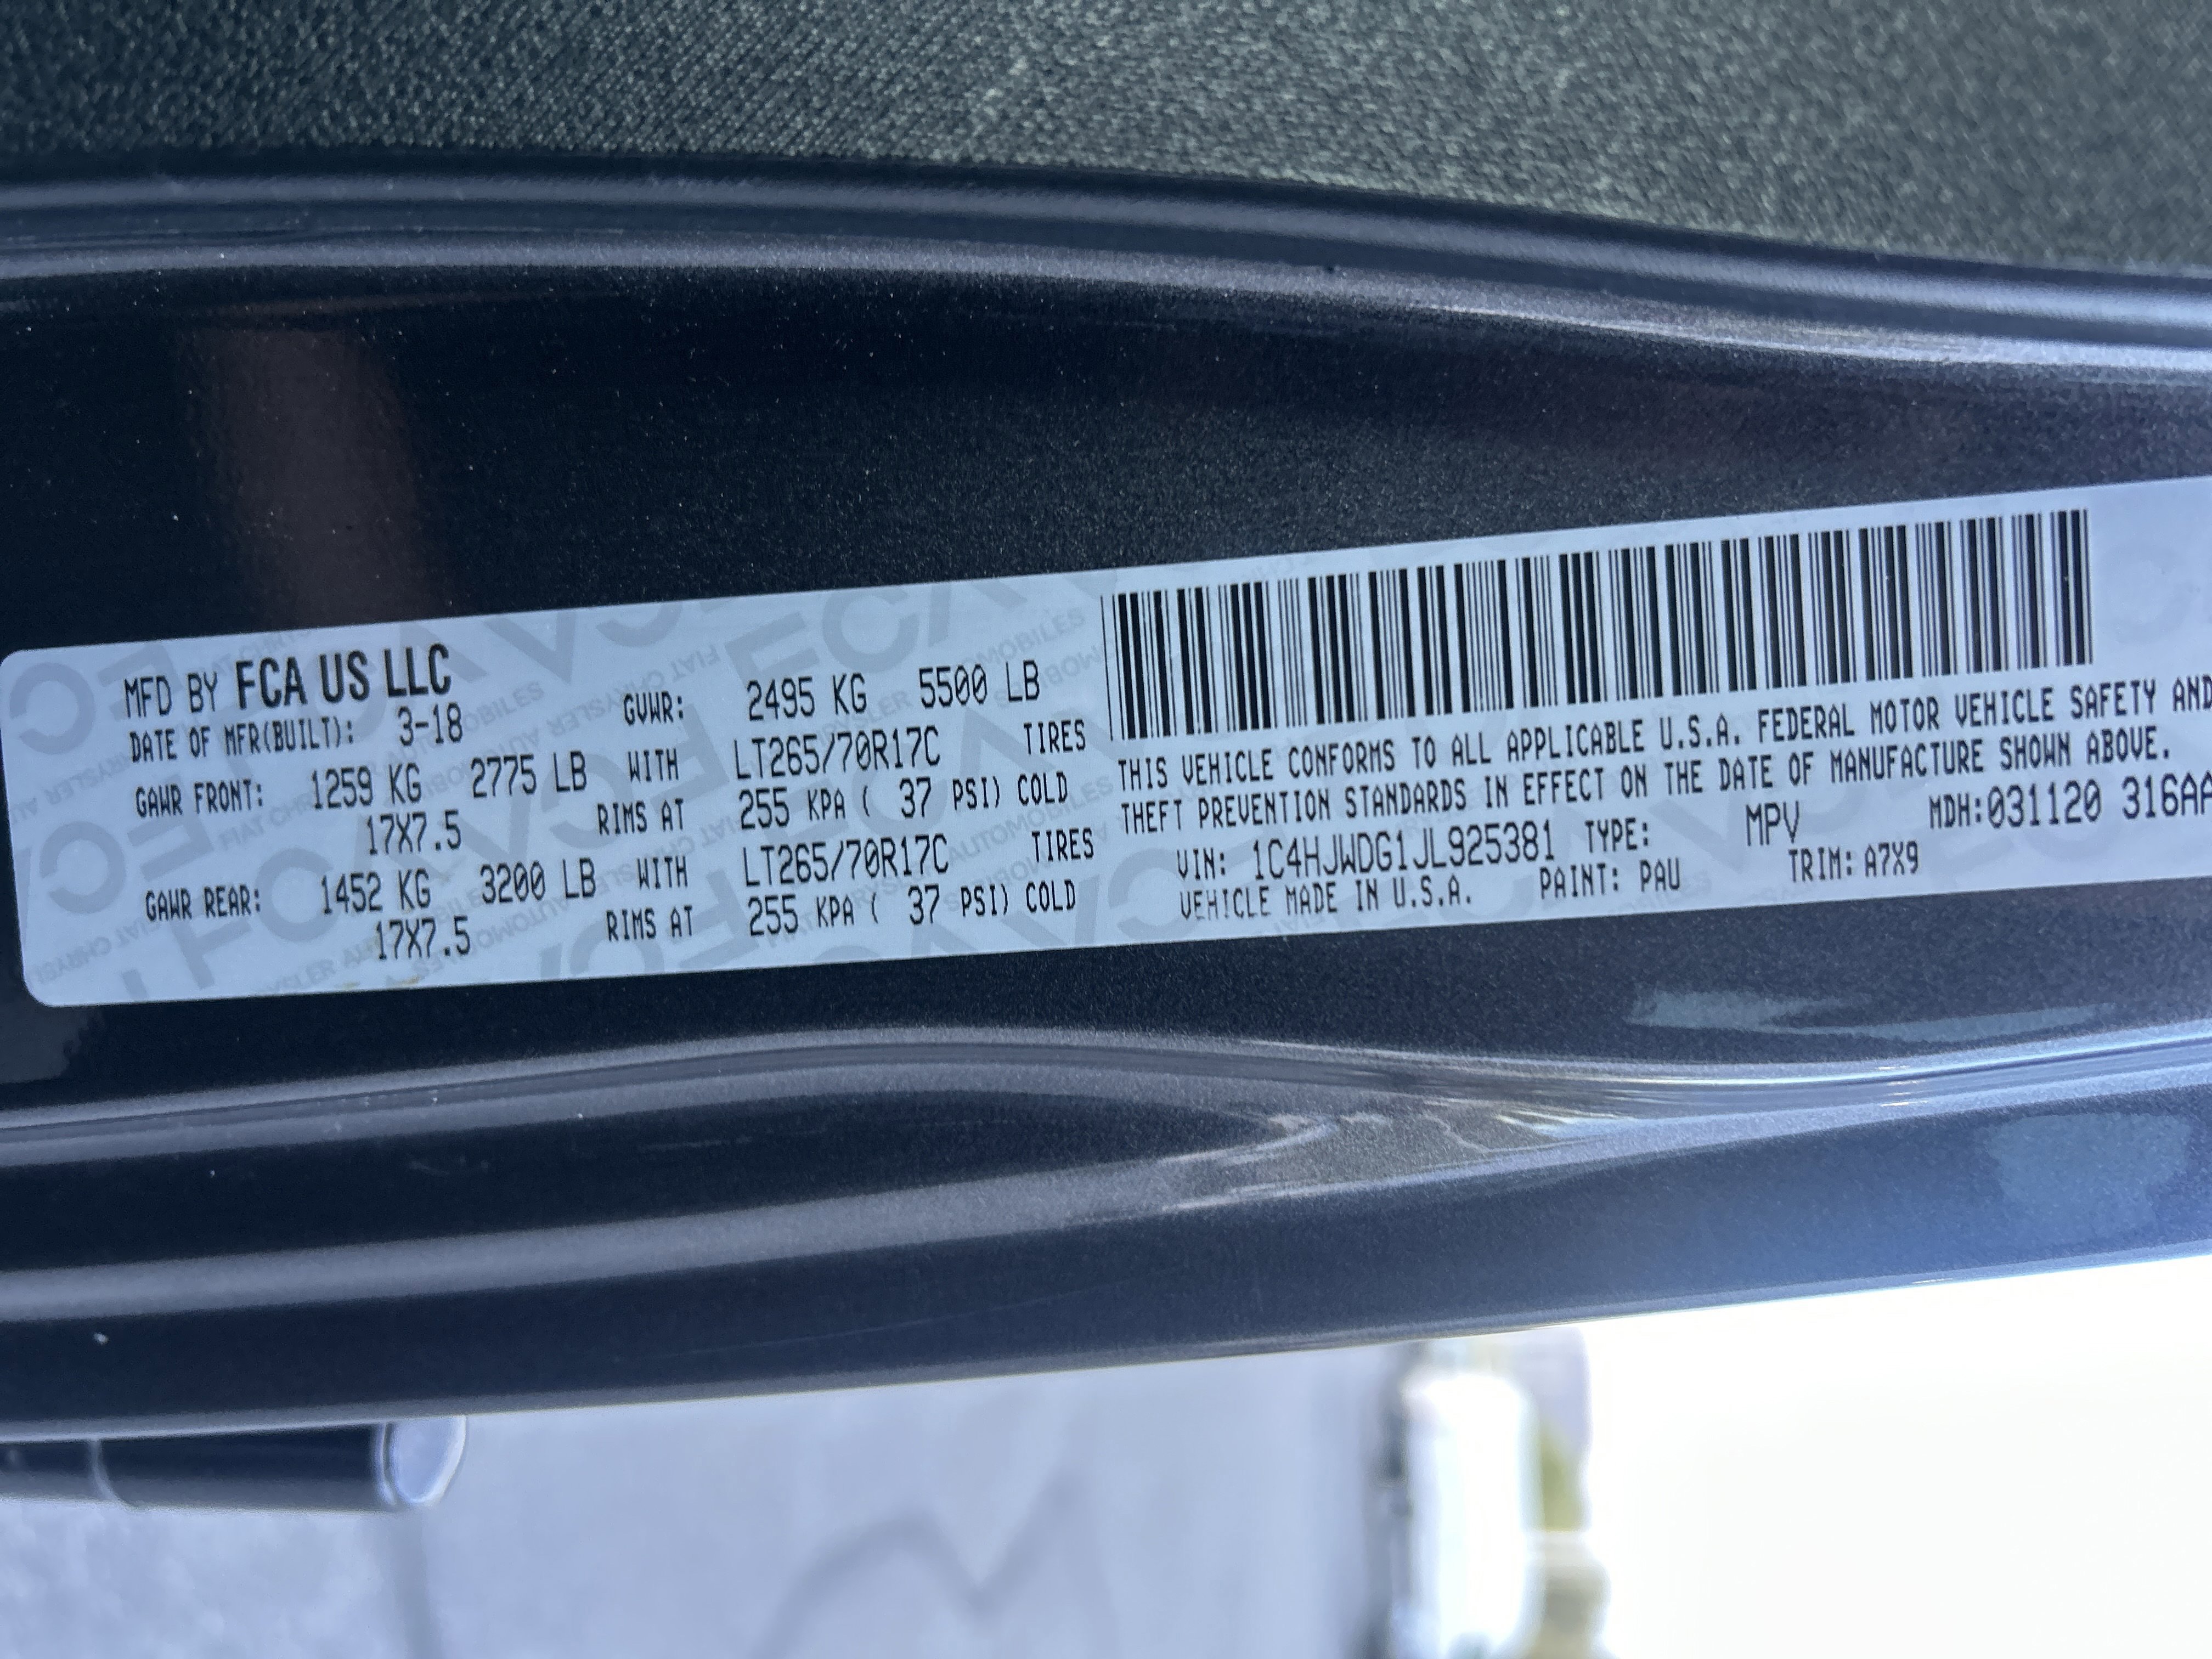 MFD BY FCA US LLC
DATE OF MFR(BUILT): 3-18 GVWR: 2495 KG 5500 LB
GAWR FRONT: 1259 KG 2775 LB WITH LT265/70R17C TIRES
17X7.5 RIMS AT 255 KPA ( 37 PSI) COLD
GAWR REAR: 1452 KG 3200 LB WITH LT265/70R17C TIRES
17X7.5 RIMS AT 255 KPA ( 37 PSI) COLD
THIS VEHICLE CONFORMS TO ALL APPLICABLE U.S.A. FEDERAL MOTOR VEHICLE SAFETY AND
THEFT PREVENTION STANDARDS IN EFFECT ON THE DATE OF MANUFACTURE SHOWN ABOVE.
VIN: 1C4HJWDG1JL925381 TYPE: MPV MDH:031120 316AA
VEHICLE MADE IN U.S.A. PAINT: PAU TRIM: A7X9